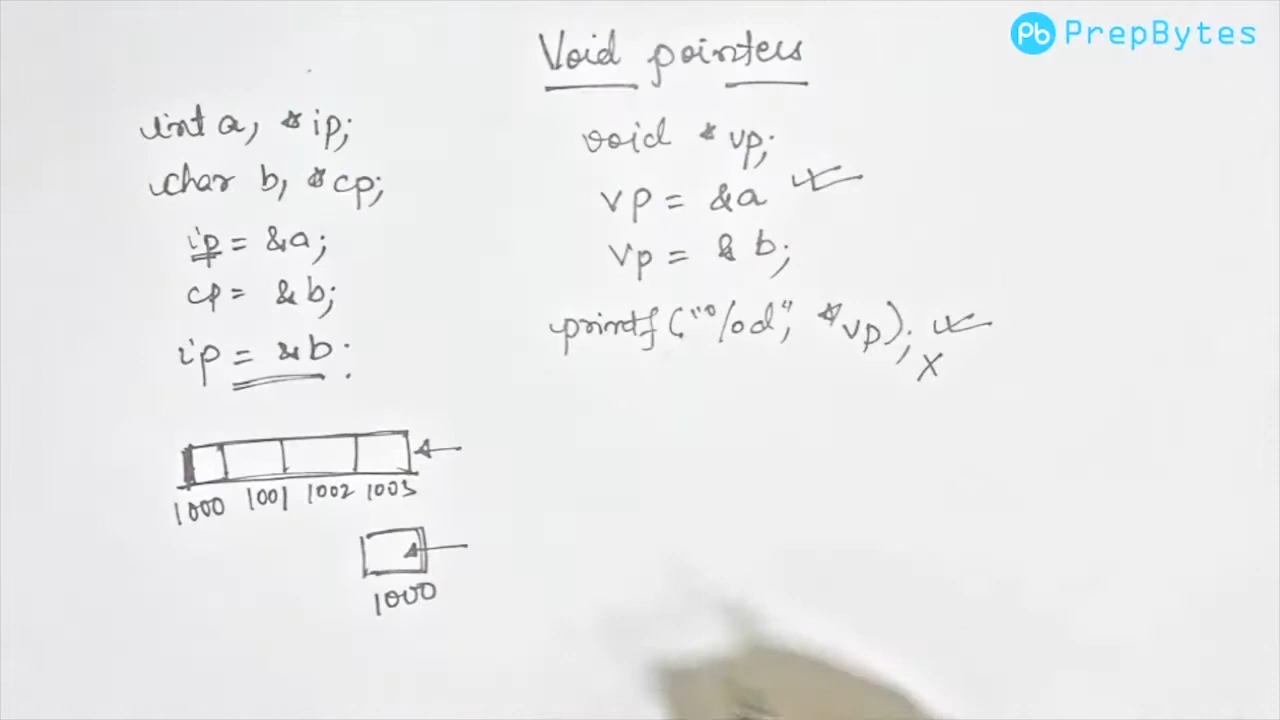 Pb PrepBytes
Void pointers
int a, *ip;
char b, *cp;
ip = &a;
cp = &b;
ip = &b;
1000 1001 1002 1003
1000
void *vp;
vp = &a
vp = &b;
printf("%d", *vp);
X